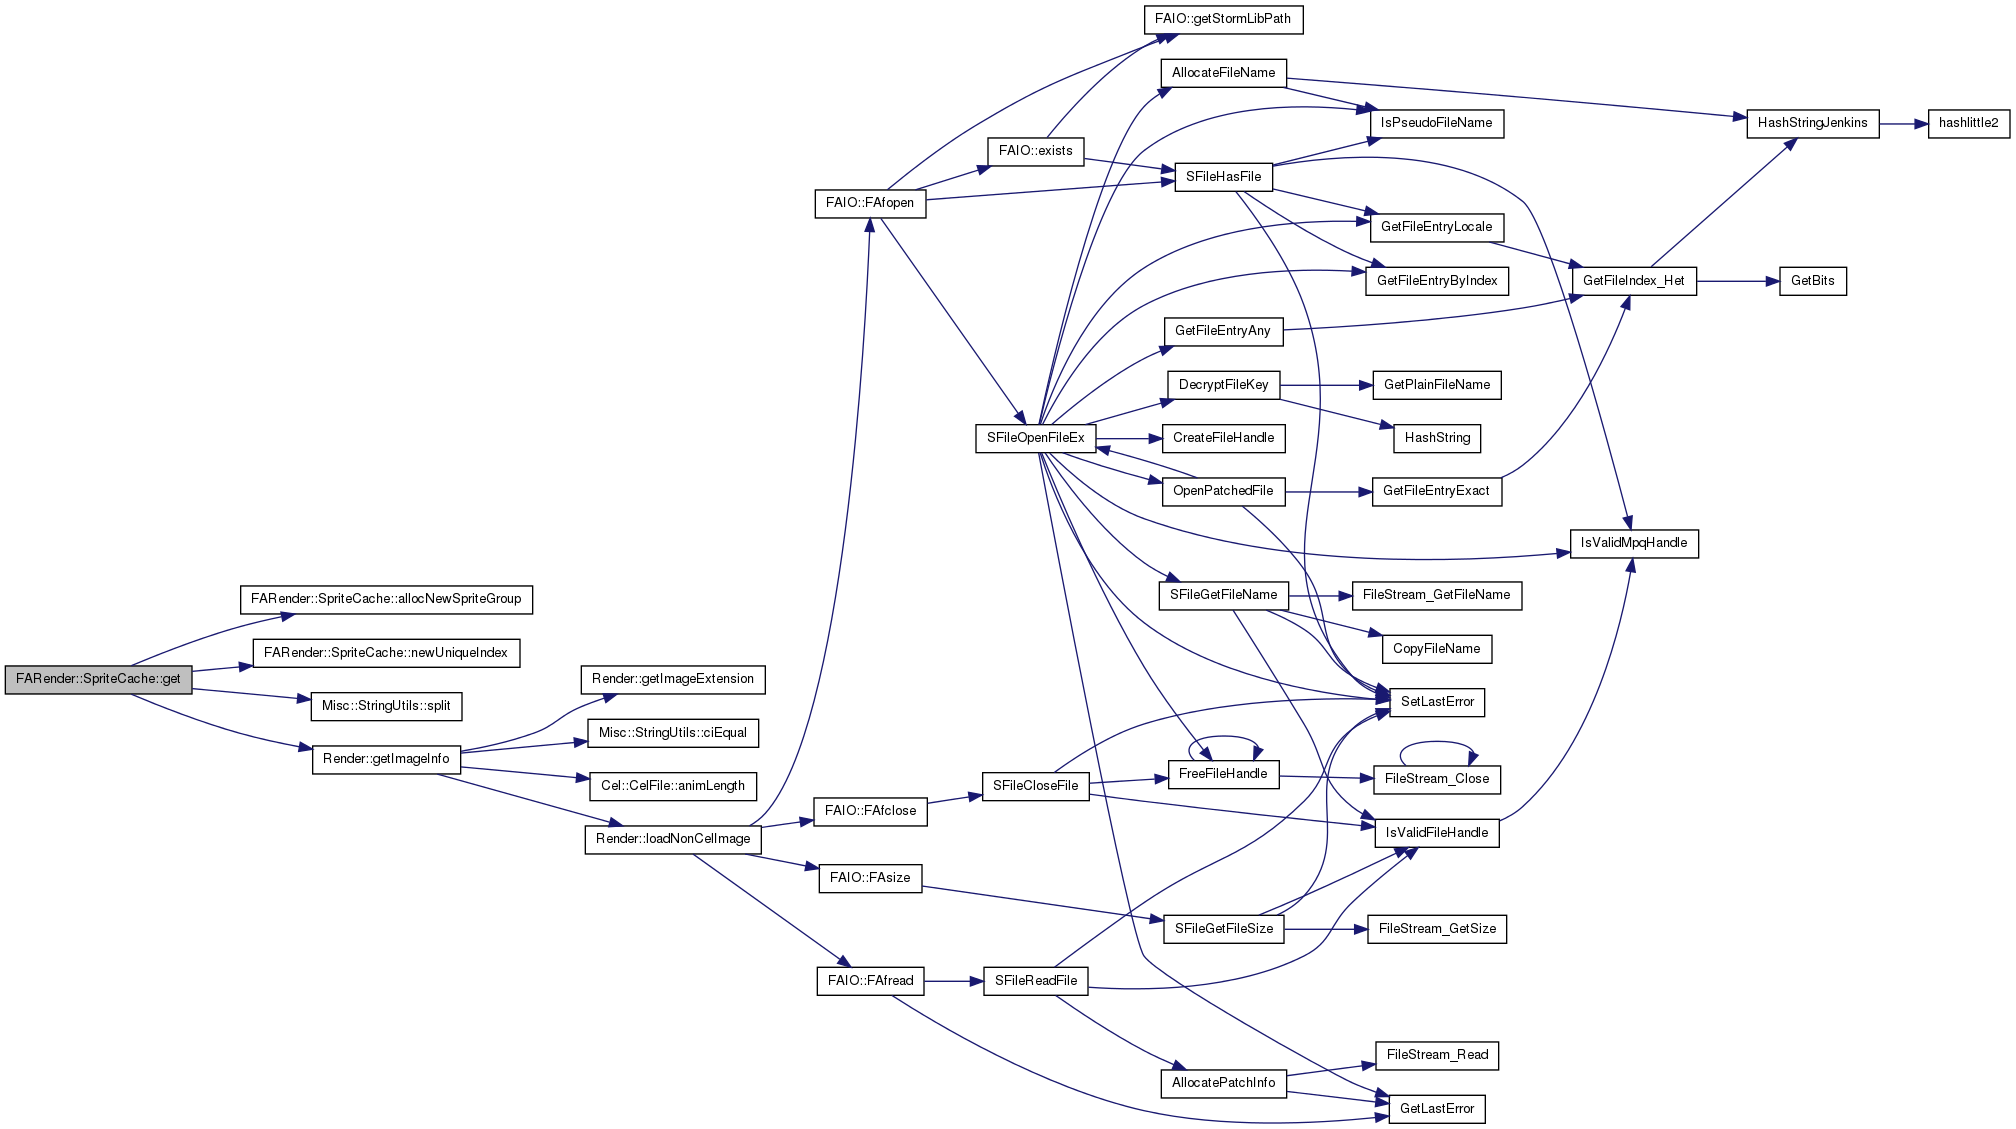 FAIO::getStormLibPath
AllocateFileName
IsPseudoFileName
HashStringJenkins
hashlittle2
FAIO::exists
SFileHasFile
FAIO::FAfopen
GetFileEntryLocale
GetFileEntryByIndex
GetFileIndex_Het
GetBits
GetFileEntryAny
DecryptFileKey
GetPlainFileName
SFileOpenFileEx
CreateFileHandle
HashString
OpenPatchedFile
GetFileEntryExact
IsValidMpqHandle
FARender::SpriteCache::allocNewSpriteGroup
SFileGetFileName
FileStream_GetFileName
FARender::SpriteCache::newUniqueIndex
CopyFileName
FARender::SpriteCache::get
Render::getImageExtension
Misc::StringUtils::split
SetLastError
Misc::StringUtils::ciEqual
Render::getImageInfo
FreeFileHandle
FileStream_Close
Cel::CelFile::animLength
SFileCloseFile
FAIO::FAfclose
Render::loadNonCelImage
IsValidFileHandle
FAIO::FAsize
SFileGetFileSize
FileStream_GetSize
FAIO::FAfread
SFileReadFile
FileStream_Read
AllocatePatchInfo
GetLastError